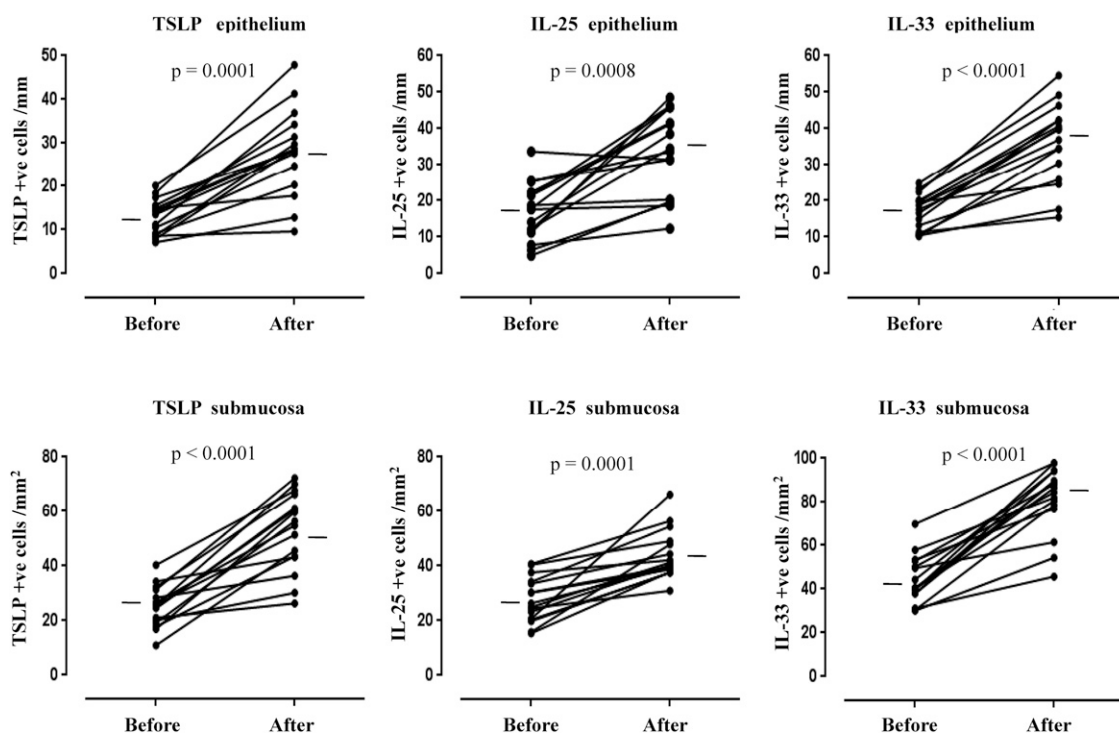 TSLP epithelium
p = 0.0001
TSLP +ve cells /mm
50
40
30
20
10
0
Before After
IL-25 epithelium
p = 0.0008
IL-25 +ve cells /mm
60
50
40
30
20
10
0
Before After
IL-33 epithelium
p < 0.0001
IL-33 +ve cells /mm
60
50
40
30
20
10
0
Before After
TSLP submucosa
p < 0.0001
TSLP +ve cells /mm²
80
60
40
20
0
Before After
IL-25 submucosa
p = 0.0001
IL-25 +ve cells /mm²
80
60
40
20
0
Before After
IL-33 submucosa
p < 0.0001
IL-33 +ve cells /mm²
100
80
60
40
20
0
Before After